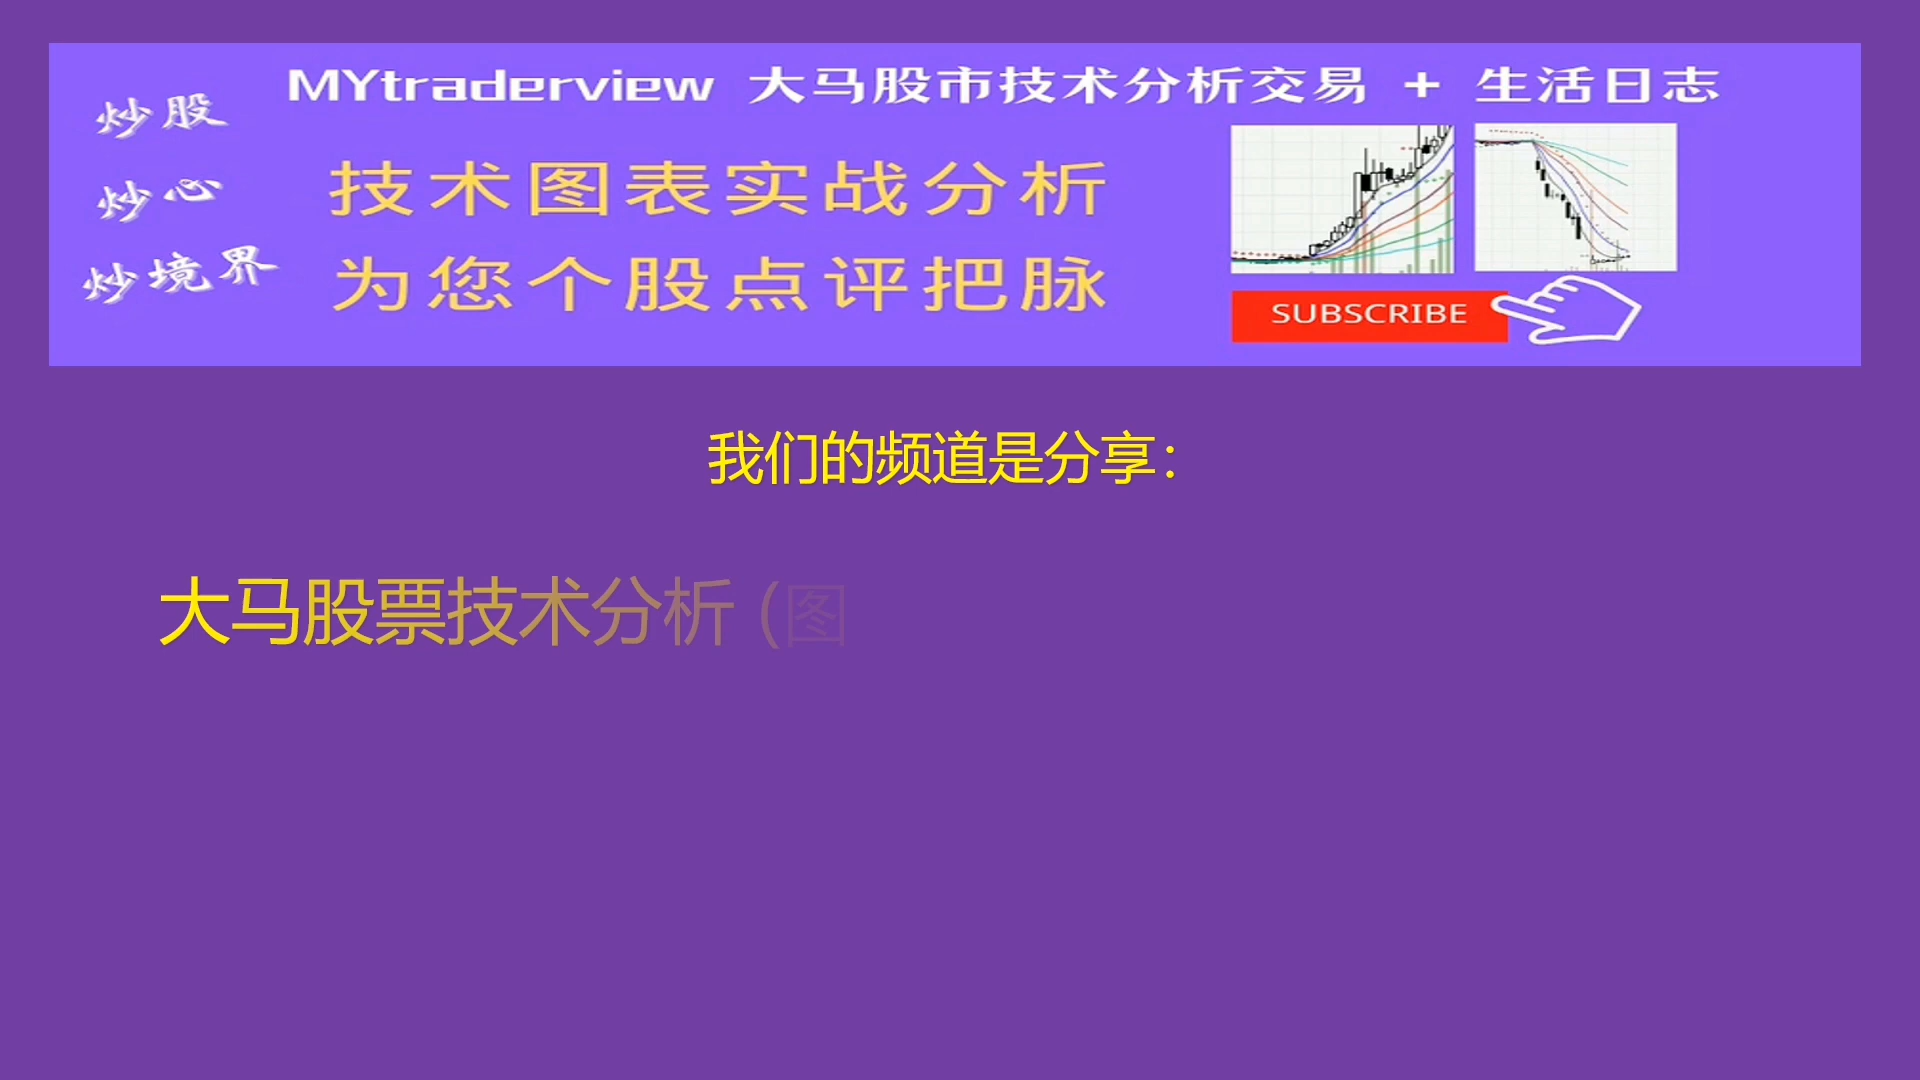 MYtraderview 大马股市技术分析交易 + 生活日志
炒股
炒心
炒境界
技术图表实战分析
为您个股点评把脉
SUBSCRIBE
我们的频道是分享：
大马股票技术分析 (图